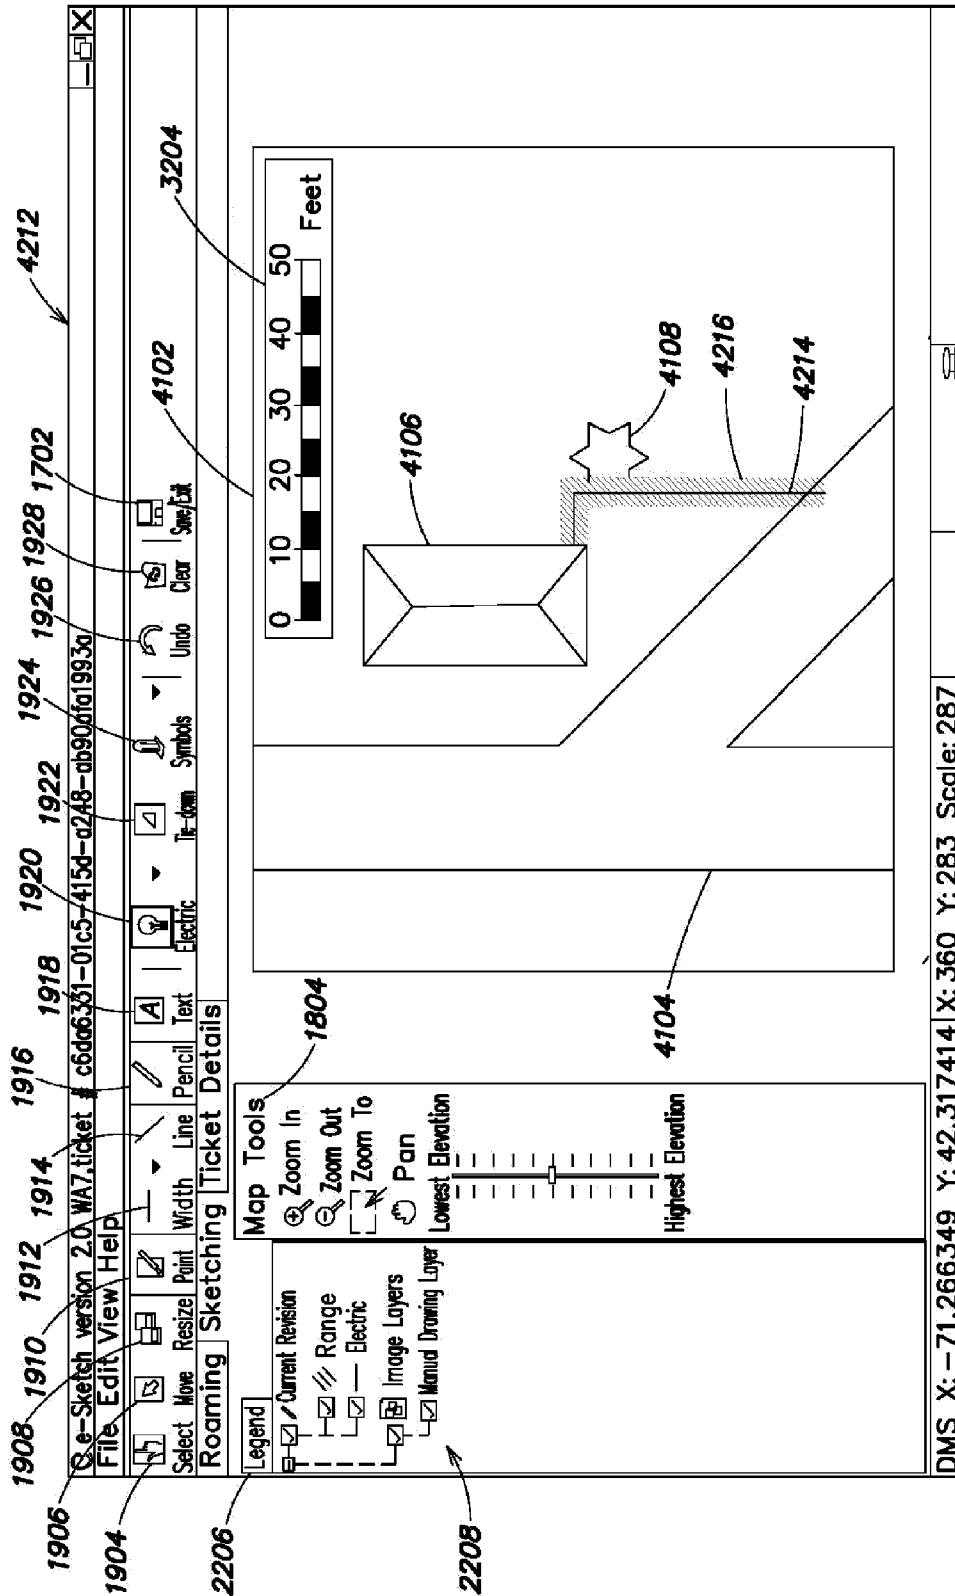 4212
1906
1908
1910
1912
1914
1916
1918
1920
1922
1924
1926
1928
1702
4102
3204
1904
e-Sketch version 2.0 WA7,ticket # c6da6331-01c5-415d-a248-ab90afa1993a
File Edit View Help
Select Move Resize Paint Width Line Pencil Text Electric Tie-down Symbols Undo Clear Save/Exit
Roaming Sketching Ticket Details
2206
Legend
Current Revision
Range
Electric
Image Layers
Manual Drawing Layer
2208
Map Tools
1804
Zoom In
Zoom Out
Zoom To
Pan
Lowest Elevation
Highest Elevation
0 10 20 30 40 50
Feet
4106
4108
4216
4214
4104
DMS X: -71.266349 Y: 42.317414 X: 360 Y: 283 Scale: 287